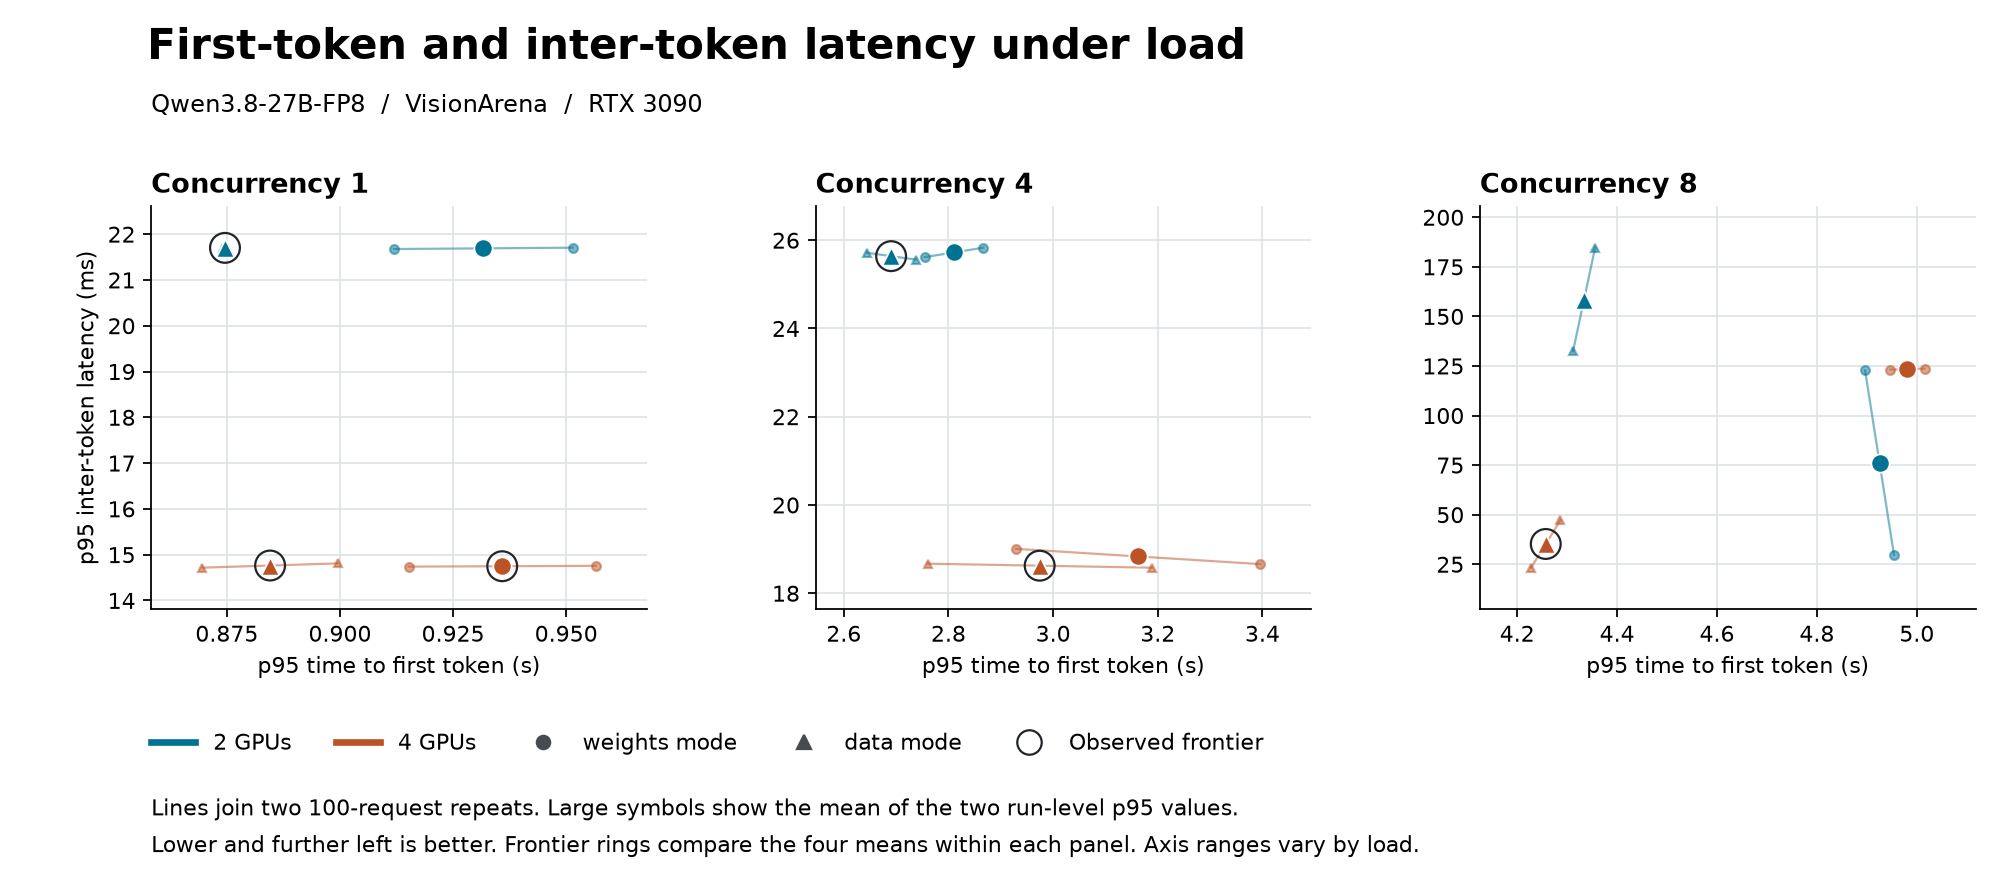 First-token and inter-token latency under load
Qwen3.8-27B-FP8 / VisionArena / RTX 3090
Concurrency 1
22
21
20
19
18
17
16
15
14
p95 inter-token latency (ms)
0.875 0.900 0.925 0.950
p95 time to first token (s)
Concurrency 4
26
24
22
20
18
2.6 2.8 3.0 3.2 3.4
p95 time to first token (s)
Concurrency 8
200
175
150
125
100
75
50
25
4.2 4.4 4.6 4.8 5.0
p95 time to first token (s)
2 GPUs 4 GPUs weights mode data mode Observed frontier
Lines join two 100-request repeats. Large symbols show the mean of the two run-level p95 values.
Lower and further left is better. Frontier rings compare the four means within each panel. Axis ranges vary by load.